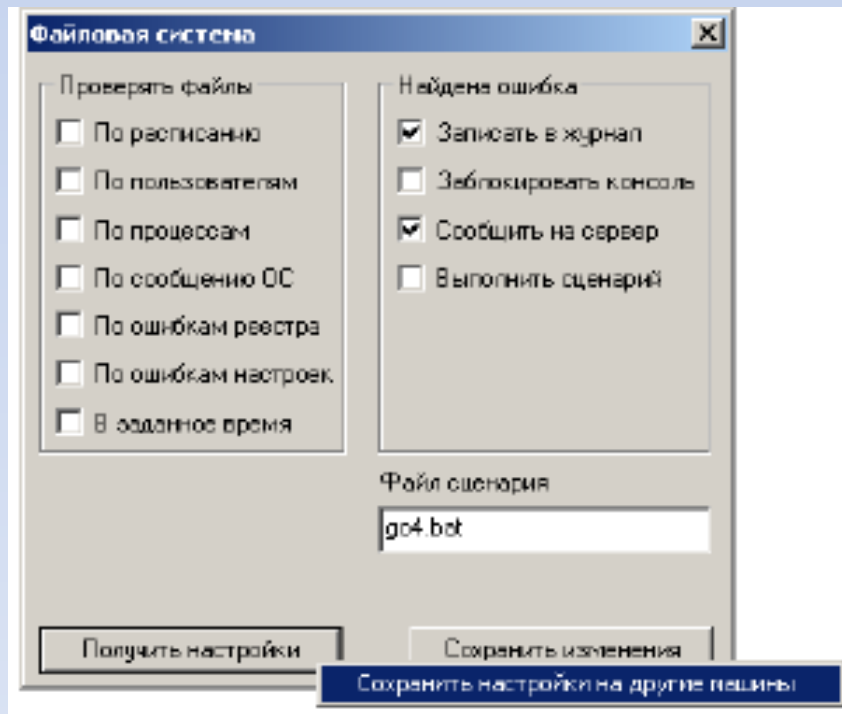 Файловая система
Проверять файлы
По расписанию
По пользователям
По процессам
По сообщению ОС
По ошибкам реестра
По ошибкам настроек
В заданное время
Найдена ошибка
Записать в журнал
Заблокировать консоль
Сообщить на сервер
Выполнить сценарий
Файл сценария
go4.bat
Получить настройки
Сохранить изменения
Сохранить настройки на другие машины